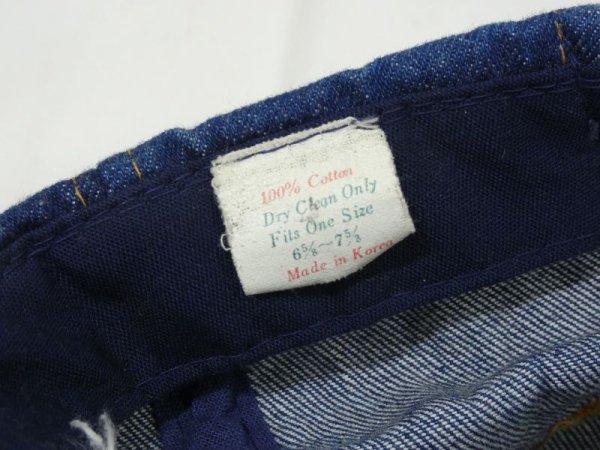 100% Cotton
Dry Clean Only
Fits One Size
6⅝~7⅝
Made in Korea